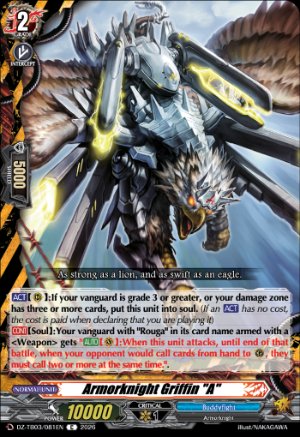 2
GRADE
INTERCEPT
5000
SHIELD
As strong as a lion, and as swift as an eagle.
ACT【 】:If your vanguard is grade 3 or greater, or your damage
zone has three or more cards, put this unit into soul. (If an ACT has no cost,
the cost is paid when declaring that you are playing it)
CONT【Soul】:Your vanguard with "Rouga" in its card name armed with a
<Weapon> gets "AUTO【 】:When this unit attacks, until end of that
battle, when your opponent would call cards from hand to , they
must call two or more at the same time.".
NORMAL UNIT
Armorknight Griffin "A"
POWER
10000
CRITICAL
1
Buddyfight
Armorknight
DZ-TB03/081EN C 2026
Illust/NAKAGAWA